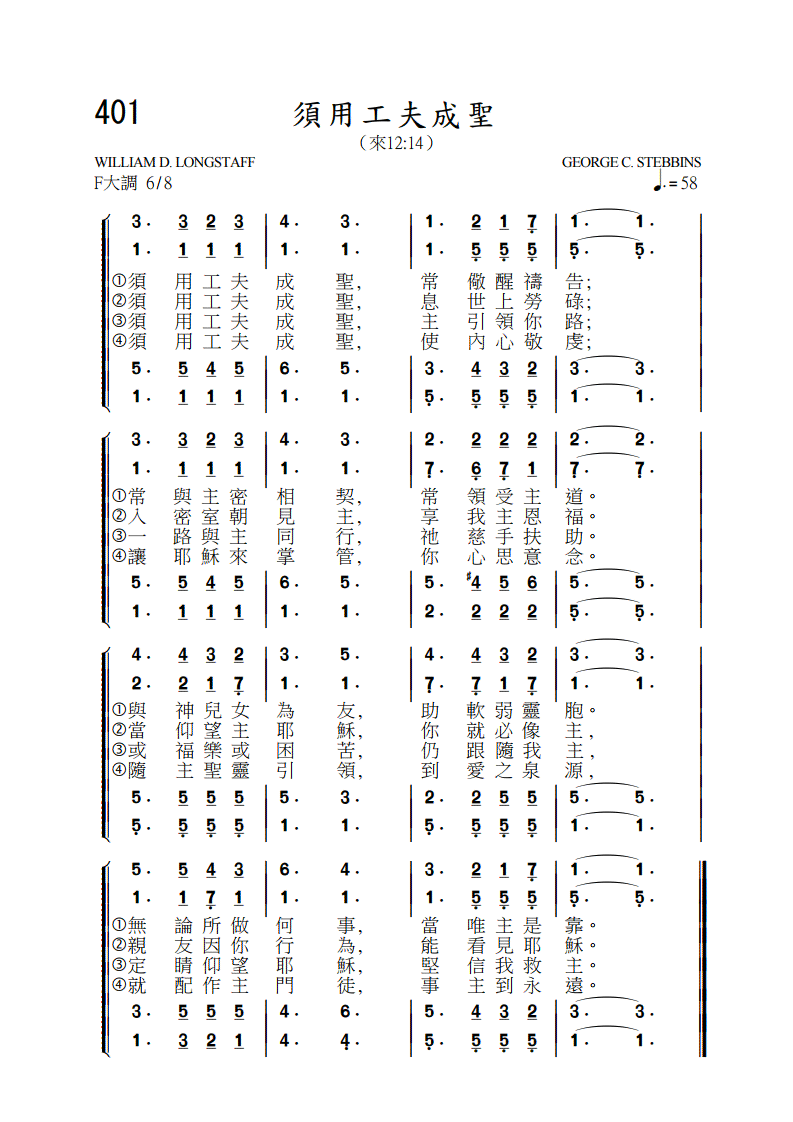 401
須用工夫成聖
（來12:14）
WILLIAM D. LONGSTAFF GEORGE C. STEBBINS
F大調 6/8 ♩. = 58
3 . 3 2 3 4 . 3 . 1 . 2 1 7̣ 1 . 1 .
1 . 1 1 1 1 . 1 . 1 . 5̣ 5̣ 5̣ 5̣ . 5̣ .
①須 用 工 夫 成 聖, 常 儆 醒 禱 告;
②須 用 工 夫 成 聖, 息 世 上 勞 碌;
③須 用 工 夫 成 聖, 主 引 領 你 路;
④須 用 工 夫 成 聖, 使 內 心 敬 虔;
5 . 5 4 5 6 . 5 . 3 . 4 3 2 3 . 3 .
1 . 1 1 1 1 . 1 . 5̣ . 5̣ 5̣ 5̣ 1 . 1 .
3 . 3 2 3 4 . 3 . 2 . 2 2 2 2 . 2 .
1 . 1 1 1 1 . 1 . 7̣ . 6̣ 7̣ 1 7̣ . 7̣ .
①常 與 主 密 相 契, 常 領 受 主 道。
②入 密 室 朝 見 主, 享 我 主 恩 福。
③一 路 與 主 同 行, 祂 慈 手 扶 助。
④讓 耶 穌 來 掌 管, 你 心 思 意 念。
5 . 5 4 5 6 . 5 . 5 . ♯4 5 6 5 . 5 .
1 . 1 1 1 1 . 1 . 2 . 2 2 2 5̣ . 5̣ .
4 . 4 3 2 3 . 5 . 4 . 4 3 2 3 . 3 .
2 . 2 1 7̣ 1 . 1 . 7̣ . 7̣ 1 7̣ 1 . 1 .
①與 神 兒 女 為 友, 助 軟 弱 靈 胞。
②當 仰 望 主 耶 穌, 你 就 必 像 主,
③或 福 樂 或 困 苦, 仍 跟 隨 我 主,
④隨 主 聖 靈 引 領, 到 愛 之 泉 源,
5 . 5 5 5 5 . 3 . 2 . 2 5 5 5 . 5 .
5̣ . 5̣ 5̣ 5̣ 1 . 1 . 5̣ . 5̣ 5̣ 5̣ 1 . 1 .
5 . 5 4 3 6 . 4 . 3 . 2 1 7̣ 1 . 1 .
1 . 1 7̣ 1 1 . 1 . 1 . 5̣ 5̣ 5̣ 5̣ . 5̣ .
①無 論 所 做 何 事, 當 唯 主 是 靠。
②親 友 因 你 行 為, 能 看 見 耶 穌。
③定 睛 仰 望 耶 穌, 堅 信 我 救 主。
④就 配 作 主 門 徒, 事 主 到 永 遠。
3 . 5 5 5 4 . 6 . 5 . 4 3 2 3 . 3 .
1 . 3 2 1 4 . 4̣ . 5̣ . 5̣ 5̣ 5̣ 1 . 1 .